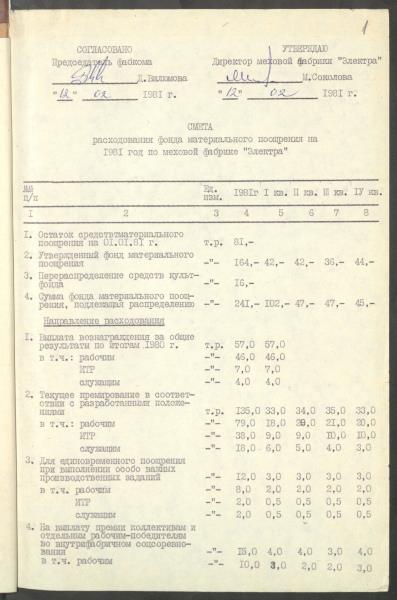 1
СОГЛАСОВАНО УТВЕРЖДАЮ
Председатель фабкома Директор меховой фабрики "Электра"
Д.Вилюмова М.Соколова
"12" 02 1981 г. "12" 02 1981 г.
СМЕТА
расходования фонда материального поощрения на
1981 год по меховой фабрике "Электра"
№№ п/п Ед. изм. 1981г I кв. II кв. III кв. IУ кв.
I 2 3 4 5 6 7 8
I. Остаток средствтматериального
поощрения на 01.01.81 г. т.р. 81,-
2. Утвержденный фонд материального
поощрения -"- 164,- 42,- 42,- 36,- 44,-
3. Перераспределение средств культ-
фонда -"- 16,-
4. Сумма фонда материального поощ-
рения, подлежащая распределению -"- 241,- 102,- 47,- 47,- 45,-
Направление расходования
I. Выплата вознаграждения за общие
результаты по итогам 1980 г. т.р. 57,0 57,0
в т.ч.: рабочим -"- 46,0 46,0
ИТР -"- 7,0 7,0
служащим -"- 4,0 4,0
2. Текущее премирование в соответ-
ствии с разработанными положе-
ниями т.р. 135,0 33,0 34,0 35,0 33,0
в т.ч.: рабочим -"- 79,0 18,0 20,0 21,0 20,0
ИТР -"- 38,0 9,0 9,0 10,0 10,0
служащим -"- 18,0 6,0 5,0 4,0 3,0
3. Для единовременного поощрения
при выполнении особо важных
производственных заданий -"- 12,0 3,0 3,0 3,0 3,0
в т.ч. рабочим -"- 8,0 2,0 2,0 2,0 2,0
ИТР -"- 2,0 0,5 0,5 0,5 0,5
служащим -"- 2,0 0,5 0,5 0,5 0,5
4. На выплату премии коллективам и
отдельным рабочим-победителям
во внутрифабричном соцсоревно-
вании -"- 15,0 4,0 4,0 3,0 4,0
в т.ч. рабочим -"- 10,0 3,0 2,0 2,0 3,0